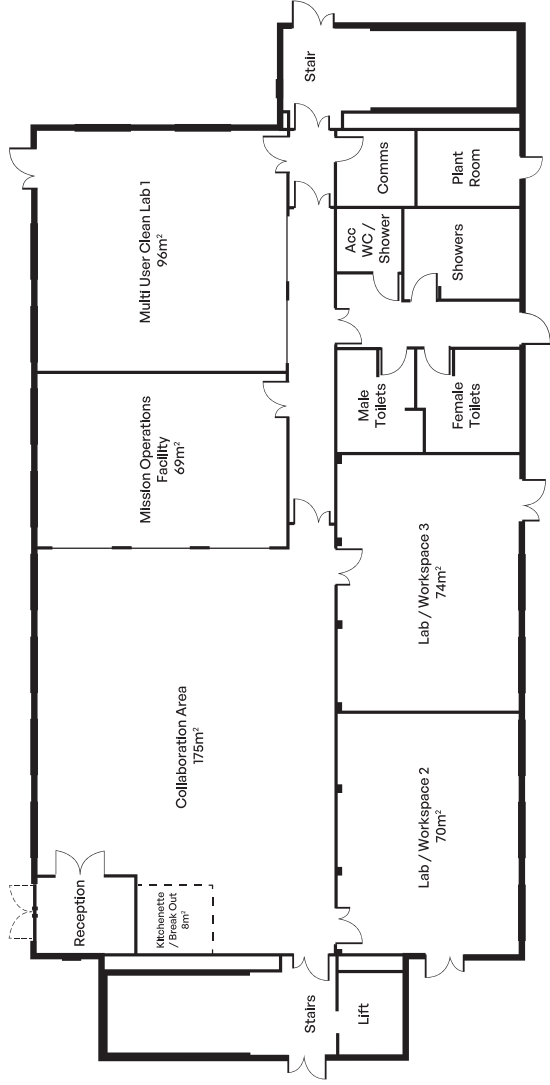 Stair
Comms
Plant
Room
Multi User Clean Lab 1
96m²
Acc
WC /
Shower
Showers
Mission Operations
Facility
69m²
Male
Toilets
Female
Toilets
Lab / Workspace 3
74m²
Collaboration Area
175m²
Lab / Workspace 2
70m²
Reception
Kitchenette
/ Break Out
8m²
Stairs
Lift